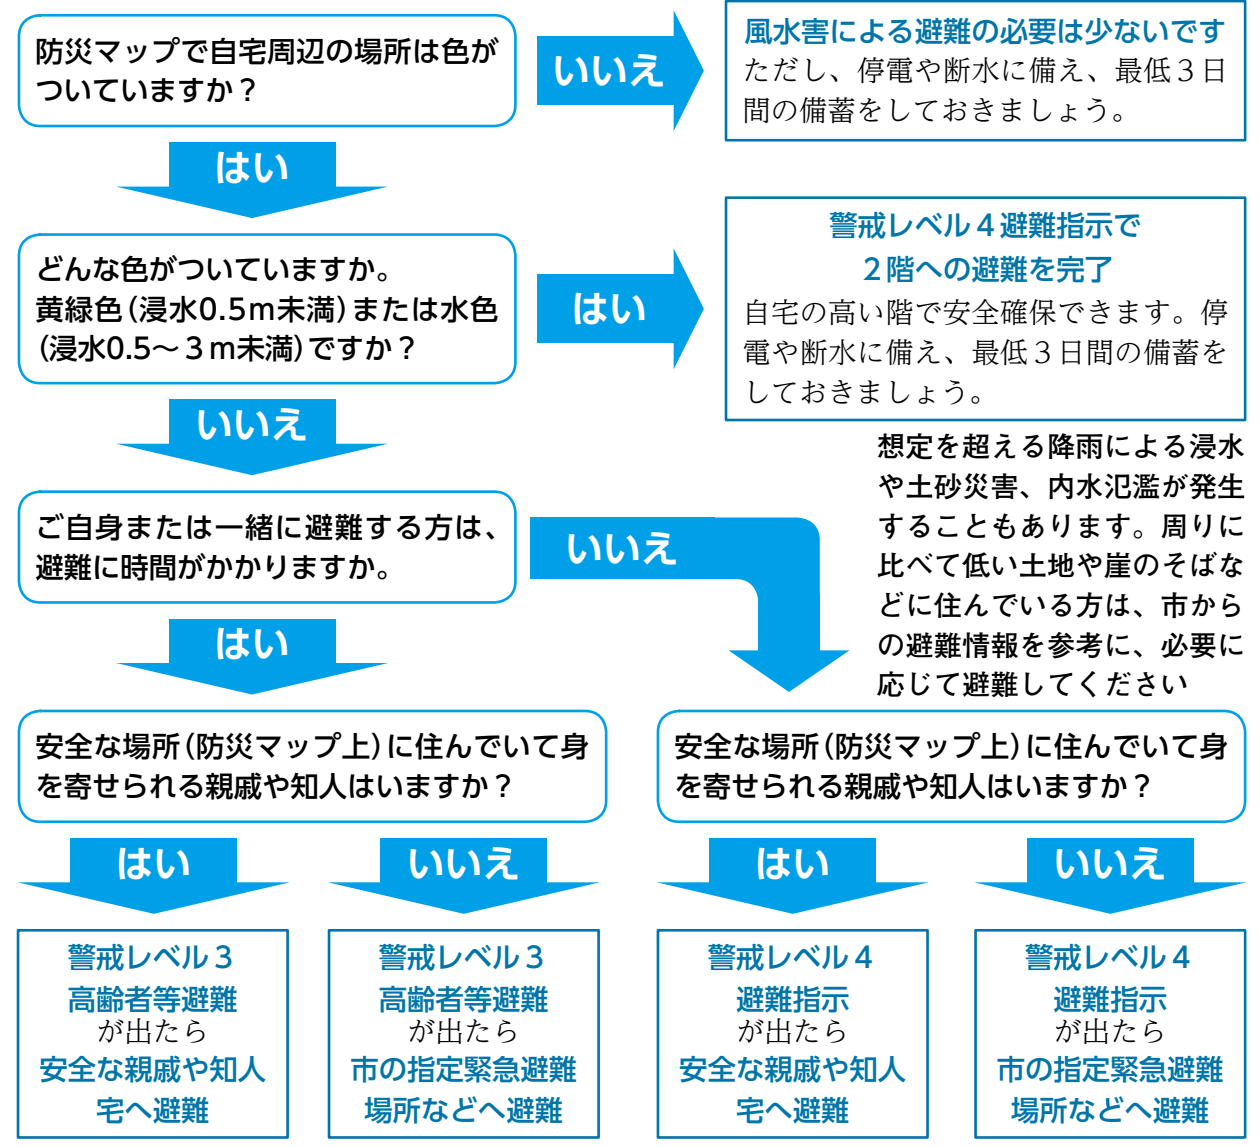 防災マップで自宅周辺の場所は色が
ついていますか？
いいえ
風水害による避難の必要は少ないです
ただし、停電や断水に備え、最低３日
間の備蓄をしておきましょう。
はい
どんな色がついていますか。
黄緑色(浸水0.5m未満)または水色
(浸水0.5～３m未満)ですか？
はい
警戒レベル４避難指示で
２階への避難を完了
自宅の高い階で安全確保できます。停
電や断水に備え、最低３日間の備蓄を
しておきましょう。
いいえ
想定を超える降雨による浸水
や土砂災害、内水氾濫が発生
することもあります。周りに
比べて低い土地や崖のそばな
どに住んでいる方は、市から
の避難情報を参考に、必要に
応じて避難してください
ご自身または一緒に避難する方は、
避難に時間がかかりますか。
いいえ
はい
安全な場所(防災マップ上)に住んでいて身
を寄せられる親戚や知人はいますか？
安全な場所(防災マップ上)に住んでいて身
を寄せられる親戚や知人はいますか？
はい
いいえ
はい
いいえ
警戒レベル３
高齢者等避難
が出たら
安全な親戚や知人
宅へ避難
警戒レベル３
高齢者等避難
が出たら
市の指定緊急避難
場所などへ避難
警戒レベル４
避難指示
が出たら
安全な親戚や知人
宅へ避難
警戒レベル４
避難指示
が出たら
市の指定緊急避難
場所などへ避難